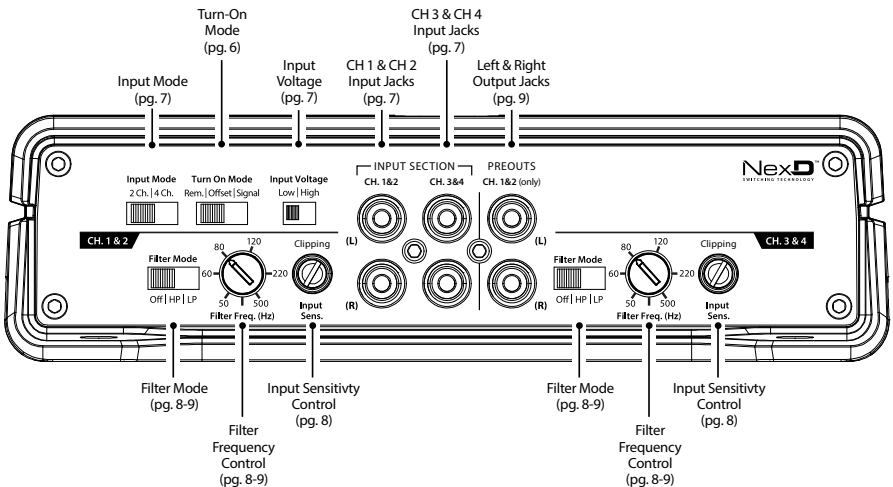 Turn-On
Mode
(pg. 6)
CH 3 & CH 4
Input Jacks
(pg. 7)
Input Mode
(pg. 7)
Input
Voltage
(pg. 7)
CH 1 & CH 2
Input Jacks
(pg. 7)
Left & Right
Output Jacks
(pg. 9)
Input Mode
2 Ch. | 4 Ch.
Turn On Mode
Rem. | Offset | Signal
Input Voltage
Low | High
INPUT SECTION
CH. 1&2
CH. 3&4
PREOUTS
CH. 1&2 (only)
NexD™
SWITCHING TECHNOLOGY
(L)
(L)
(R)
(R)
CH. 1 & 2
Filter Mode
Off | HP | LP
50
60
80
120
220
500
Filter Freq. (Hz)
Clipping
Input
Sens.
CH. 3 & 4
Filter Mode
Off | HP | LP
50
60
80
120
220
500
Filter Freq. (Hz)
Clipping
Input
Sens.
Filter Mode
(pg. 8-9)
Filter
Frequency
Control
(pg. 8-9)
Input Sensitivty
Control
(pg. 8)
Filter Mode
(pg. 8-9)
Filter
Frequency
Control
(pg. 8-9)
Input Sensitivty
Control
(pg. 8)